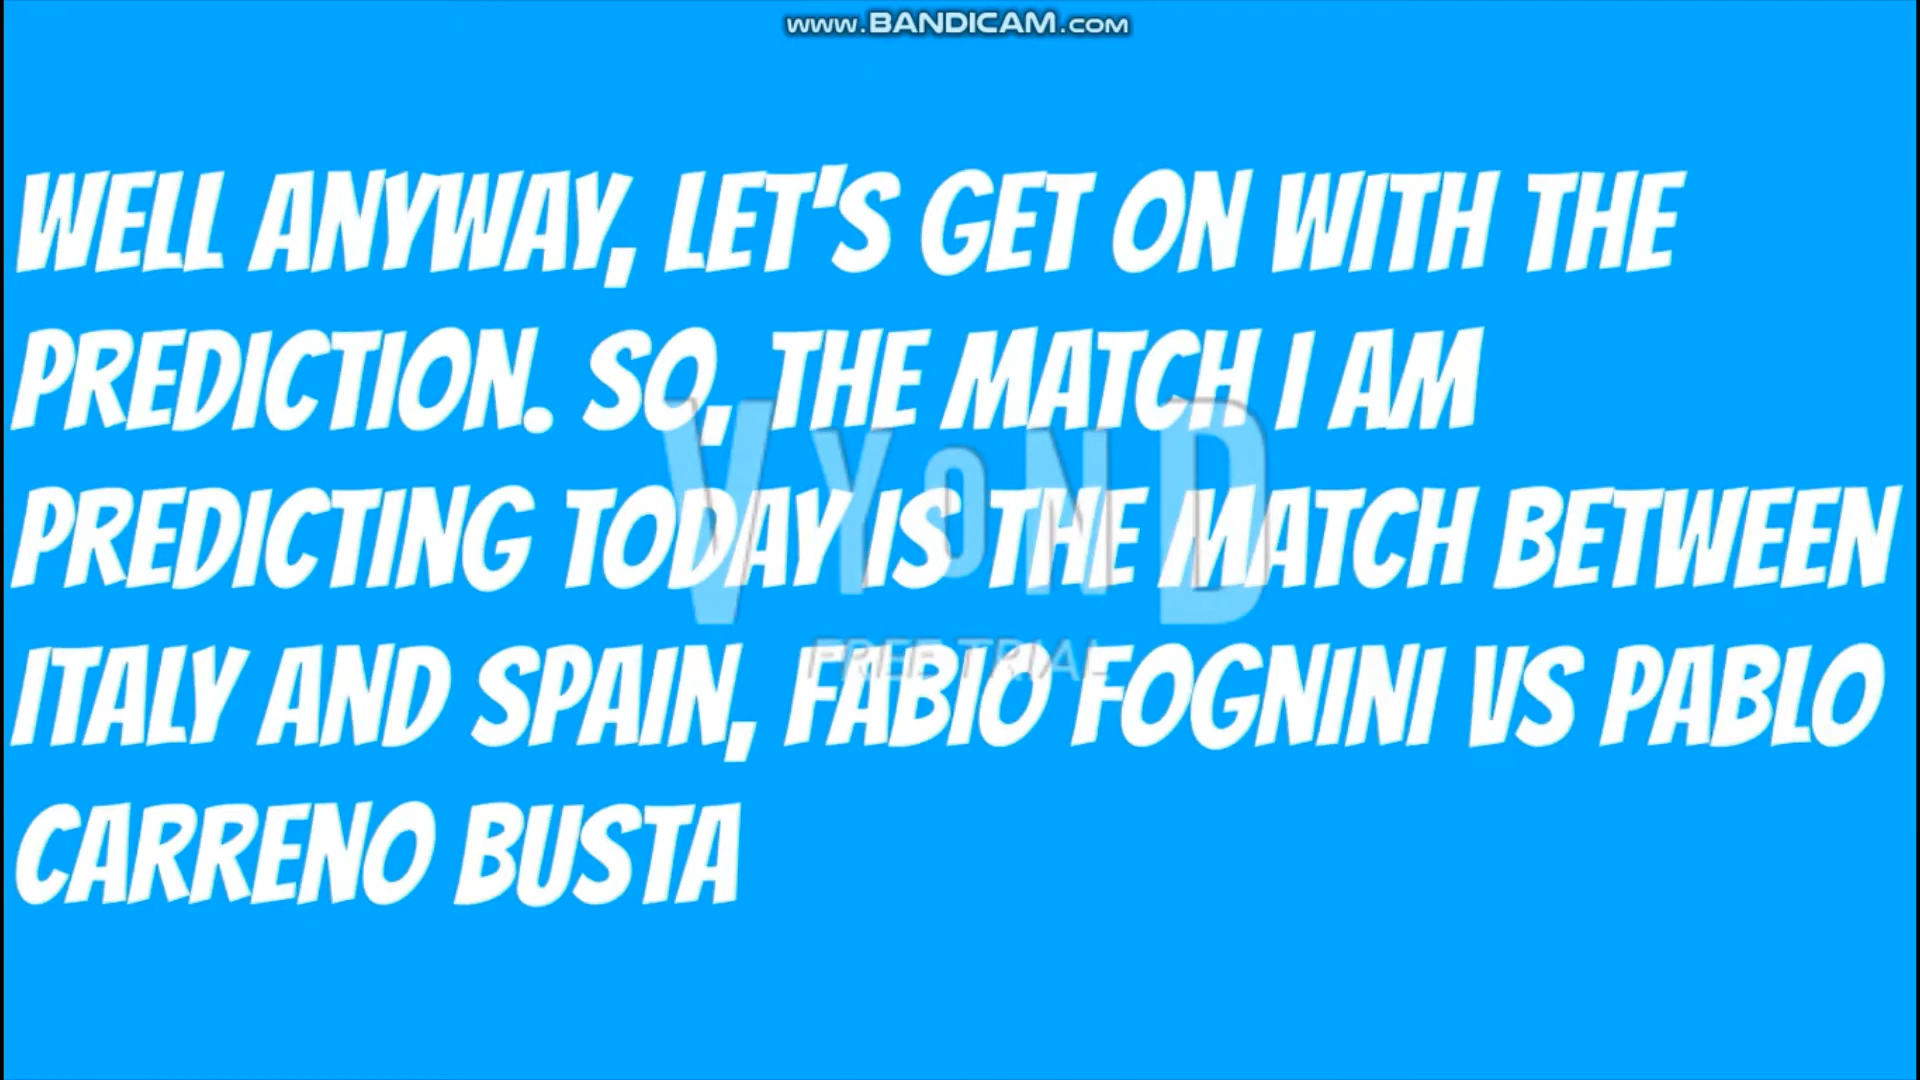 www.BANDICAM.com
WELL ANYWAY, LET'S GET ON WITH THE
PREDICTION. SO, THE MATCH I AM
PREDICTING TODAY IS THE MATCH BETWEEN
ITALY AND SPAIN, FABIO FOGNINI VS PABLO
CARRENO BUSTA
VYOND
FREE TRIAL